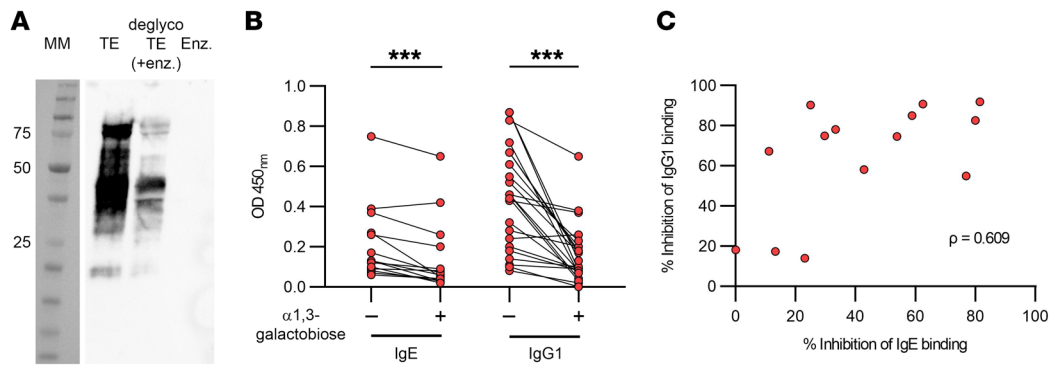 A
MM
TE
deglyco
TE
(+enz.)
Enz.
75
50
25
B
***
***
1.0
0.8
0.6
0.4
0.2
0.0
OD 450nm
– + – +
α1,3-
galactobiose
IgE
IgG1
C
100
80
60
40
20
0
% Inhibition of IgG1 binding
ρ = 0.609
0 20 40 60 80 100
% Inhibition of IgE binding